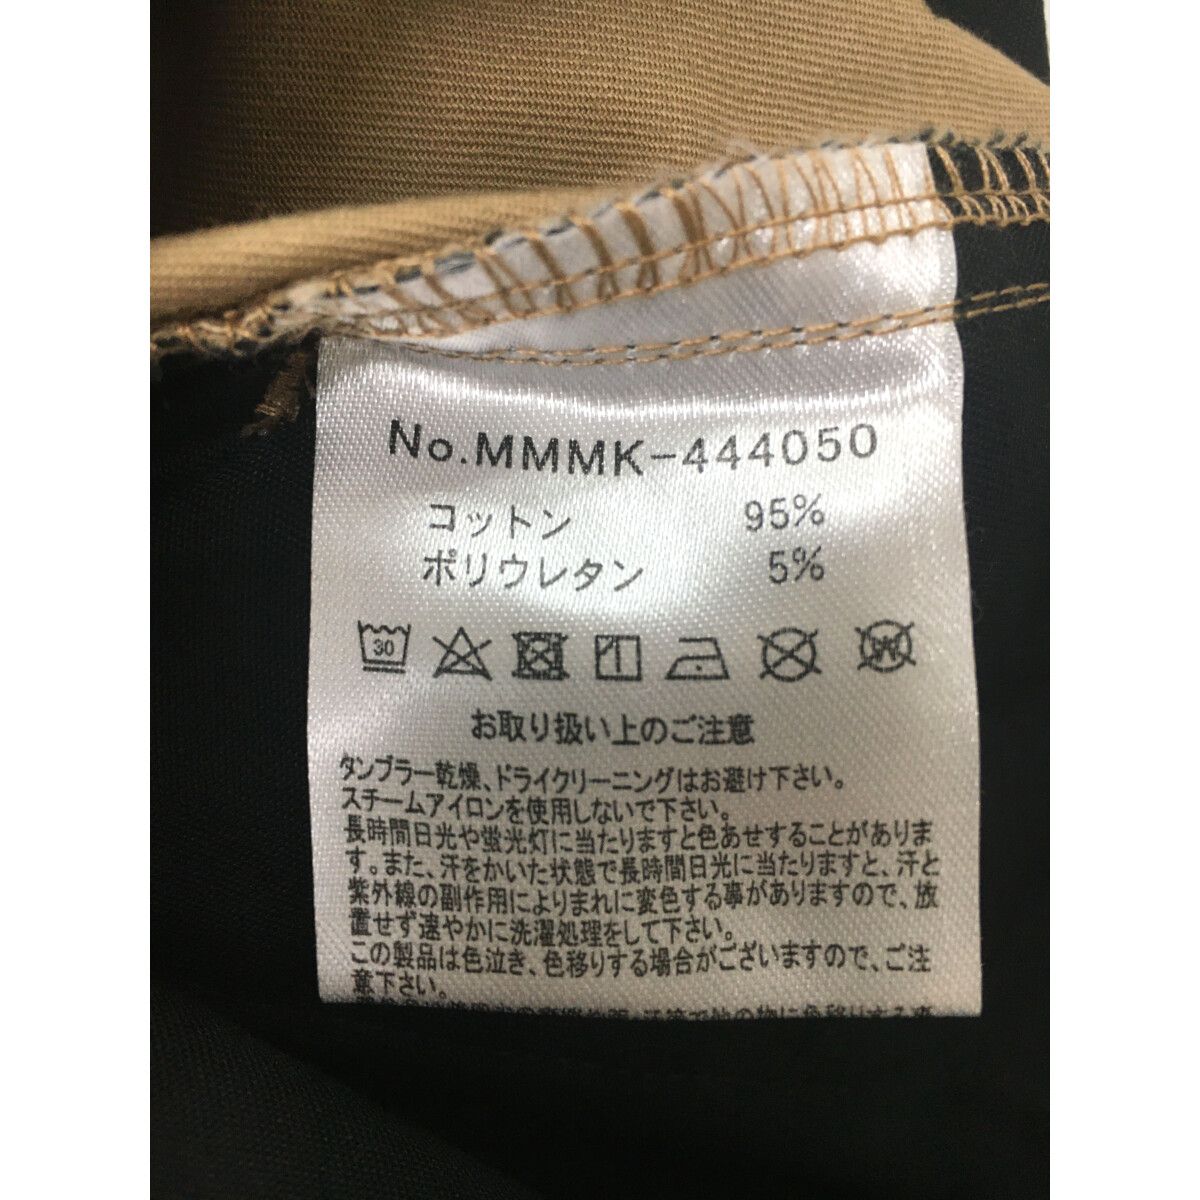 No.MMMK-444050
コットン 95%
ポリウレタン 5%
30
W
お取り扱い上のご注意
タンブラー乾燥、ドライクリーニングはお避け下さい。
スチームアイロンを使用しないで下さい。
長時間日光や蛍光灯に当たりますと色あせすることがありま
す。また、汗をかいた状態で長時間日光に当たりますと、汗と
紫外線の副作用によりまれに変色する事がありますので、放
置せず速やかに洗濯処理をして下さい。
この製品は色泣き、色移りする場合がございますので、ご注
意下さい。